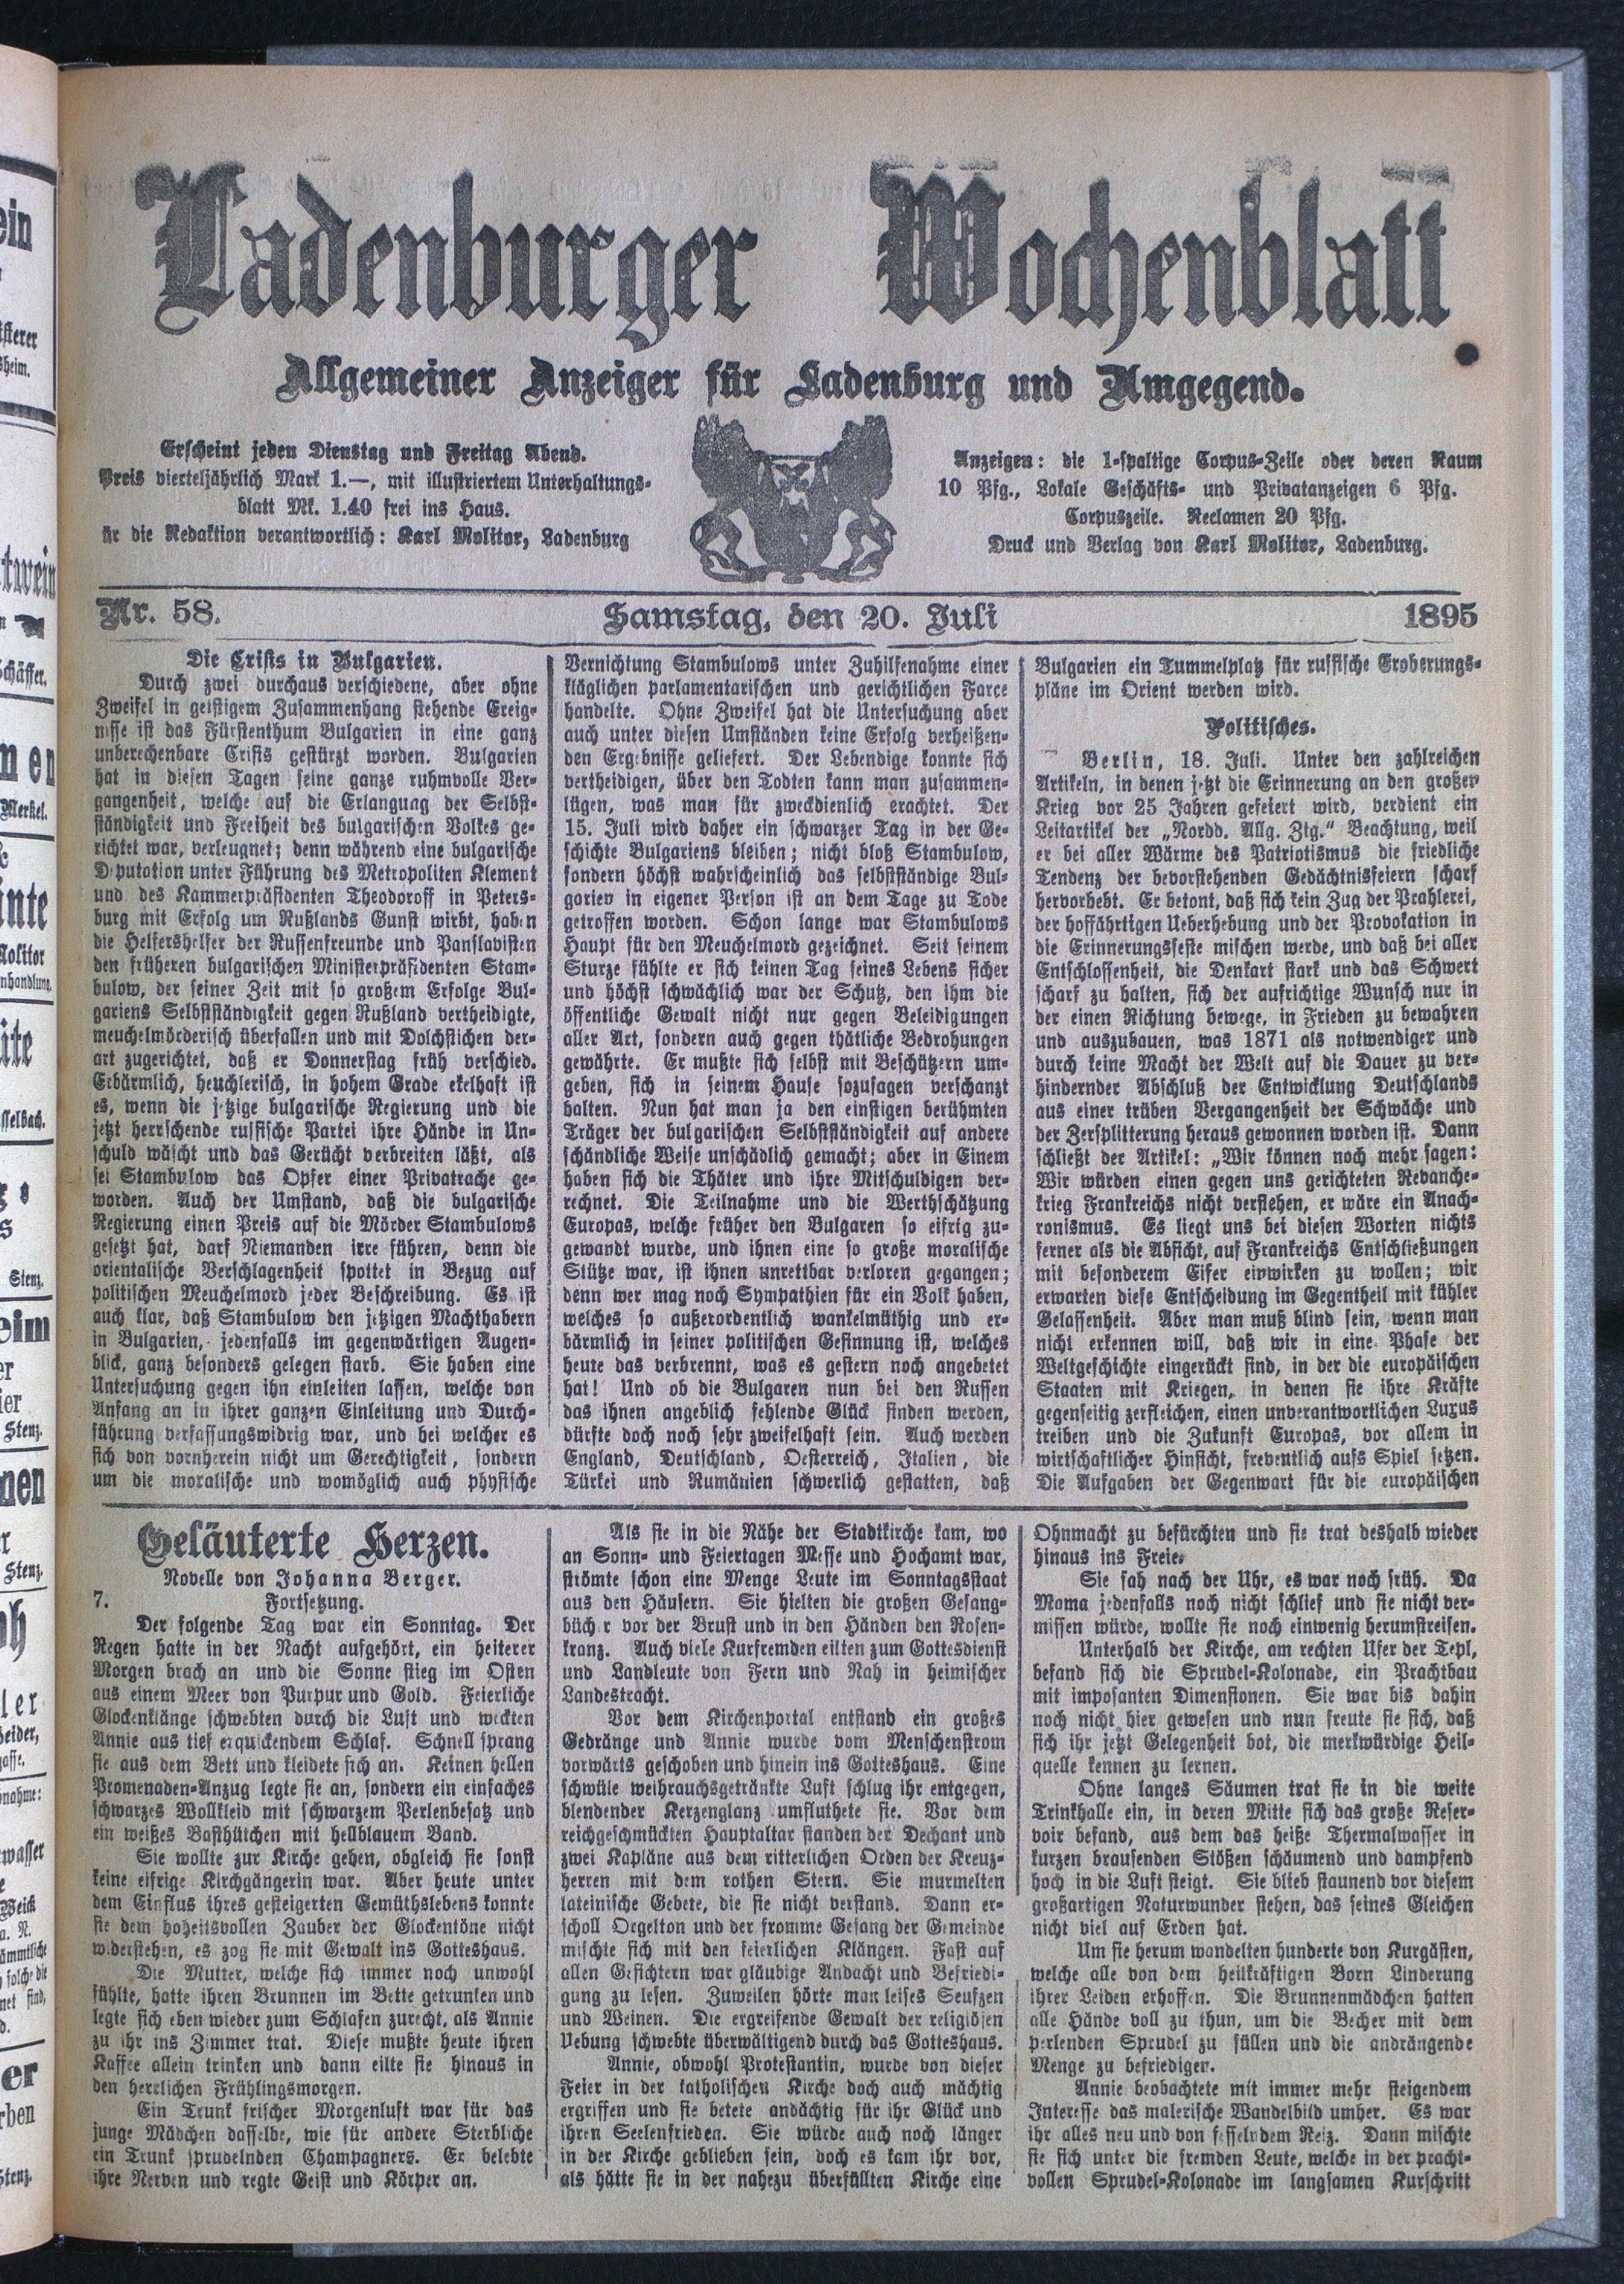 Ladenburger Wochenblatt
Allgemeiner Anzeiger für Ladenburg und Umgegend.
Erscheint jeden Dienstag und Freitag Abend.
Preis vierteljährlich Mark 1.—, mit illustriertem Unterhaltungs-
blatt Mk. 1.40 frei ins Haus.
ür die Redaktion verantwortlich: Karl Molitor, Ladenburg
Anzeigen: die 1-spaltige Corpus-Zeile oder deren Raum
10 Pfg., Lokale Geschäfts- und Privatanzeigen 6 Pfg.
Corpuszeile. Reclamen 20 Pfg.
Druck und Verlag von Karl Molitor, Ladenburg.
Nr. 58.
Samstag, den 20. Juli
1895
Die Crisis in Bulgarien.
Durch zwei durchaus verschiedene, aber ohne
Zweifel in geistigem Zusammenhang stehende Ereig-
nisse ist das Fürstenthum Bulgarien in eine ganz
unberechenbare Crisis gestürzt worden. Bulgarien
hat in diesen Tagen seine ganze ruhmvolle Ver-
gangenheit, welche auf die Erlangung der Selbst-
ständigkeit und Freiheit des bulgarischen Volkes ge-
richtet war, verleugnet; denn während eine bulgarische
Deputation unter Führung des Metropoliten Klement
und des Kammerpräsidenten Theodoroff in Peters-
burg mit Erfolg um Rußlands Gunst wirbt, haben
die Helfershelfer der Russenfreunde und Panslavisten
den früheren bulgarischen Ministerpräsidenten Stam-
bulow, der seiner Zeit mit so großem Erfolge Bul-
gariens Selbstständigkeit gegen Rußland vertheidigte,
meuchelmörderisch überfallen und mit Dolchstichen der-
art zugerichtet, daß er Donnerstag früh verschied.
Erbärmlich, heuchlerisch, in hohem Grade ekelhaft ist
es, wenn die jetzige bulgarische Regierung und die
jetzt herrschende russische Partei ihre Hände in Un-
schuld wäscht und das Gerücht verbreiten läßt, als
sei Stambulow das Opfer einer Privatrache ge-
worden. Auch der Umstand, daß die bulgarische
Regierung einen Preis auf die Mörder Stambulows
gesetzt hat, darf Niemanden irre führen, denn die
orientalische Verschlagenheit spottet in Bezug auf
politischen Meuchelmord jeder Beschreibung. Es ist
auch klar, daß Stambulow den jetzigen Machthabern
in Bulgarien, jedenfalls im gegenwärtigen Augen-
blick, ganz besonders gelegen starb. Sie haben eine
Untersuchung gegen ihn einleiten lassen, welche von
Anfang an in ihrer ganzen Einleitung und Durch-
führung verfassungswidrig war, und bei welcher es
sich von vornherein nicht um Gerechtigkeit, sondern
um die moralische und womöglich auch physische
Vernichtung Stambulows unter Zuhilfenahme einer
kläglichen parlamentarischen und gerichtlichen Farce
handelte. Ohne Zweifel hat die Untersuchung aber
auch unter diesen Umständen keine Erfolg verheißen-
den Ergebnisse geliefert. Der Lebendige konnte sich
vertheidigen, über den Todten kann man zusammen-
lügen, was man für zweckdienlich erachtet. Der
15. Juli wird daher ein schwarzer Tag in der Ge-
schichte Bulgariens bleiben; nicht bloß Stambulow,
sondern höchst wahrscheinlich das selbstständige Bul-
garien in eigener Person ist an dem Tage zu Tode
getroffen worden. Schon lange war Stambulows
Haupt für den Meuchelmord gezeichnet. Seit seinem
Sturze fühlte er sich keinen Tag seines Lebens sicher
und höchst schwächlich war der Schutz, den ihm die
öffentliche Gewalt nicht nur gegen Beleidigungen
aller Art, sondern auch gegen thätliche Bedrohungen
gewährte. Er mußte sich selbst mit Beschützern um-
geben, sich in seinem Hause sozusagen verschanzt
halten. Nun hat man ja den einstigen berühmten
Träger der bulgarischen Selbstständigkeit auf andere
schändliche Weise unschädlich gemacht; aber in Einem
haben sich die Thäter und ihre Mitschuldigen ver-
rechnet. Die Teilnahme und die Werthschätzung
Europas, welche früher den Bulgaren so eifrig zu-
gewandt wurde, und ihnen eine so große moralische
Stütze war, ist ihnen unrettbar verloren gegangen;
denn wer mag noch Sympathien für ein Volk haben,
welches so außerordentlich wankelmüthig und er-
bärmlich in seiner politischen Gesinnung ist, welches
heute das verbrennt, was es gestern noch angebetet
hat! Und ob die Bulgaren nun bei den Russen
das ihnen angeblich fehlende Glück finden werden,
dürfte doch noch sehr zweifelhaft sein. Auch werden
England, Deutschland, Oesterreich, Italien, die
Türkei und Rumänien schwerlich gestatten, daß
Bulgarien ein Tummelplatz für russische Eroberungs-
pläne im Orient werden wird.
Politisches.
Berlin, 18. Juli. Unter den zahlreichen
Artikeln, in denen jetzt die Erinnerung an den großen
Krieg vor 25 Jahren gefeiert wird, verdient ein
Leitartikel der „Nordd. Allg. Ztg." Beachtung, weil
er bei aller Wärme des Patriotismus die friedliche
Tendenz der bevorstehenden Gedächtnisfeiern scharf
hervorhebt. Er betont, daß sich kein Zug der Prahlerei,
der hoffährtigen Ueberhebung und der Provokation in
die Erinnerungsfeste mischen werde, und daß bei aller
Entschlossenheit, die Denkart stark und das Schwert
scharf zu halten, sich der aufrichtige Wunsch nur in
der einen Richtung bewege, in Frieden zu bewahren
und auszubauen, was 1871 als notwendiger und
durch keine Macht der Welt auf die Dauer zu ver-
hindernder Abschluß der Entwicklung Deutschlands
aus einer trüben Vergangenheit der Schwäche und
der Zersplitterung heraus gewonnen worden ist. Dann
schließt der Artikel: „Wir können noch mehr sagen:
Wir würden einen gegen uns gerichteten Revanche-
krieg Frankreichs nicht verstehen, er wäre ein Anach-
ronismus. Es liegt uns bei diesen Worten nichts
ferner als die Absicht, auf Frankreichs Entschließungen
mit besonderem Eifer einwirken zu wollen; wir
erwarten diese Entscheidung im Gegentheil mit kühler
Gelassenheit. Aber man muß blind sein, wenn man
nicht erkennen will, daß wir in eine Phase der
Weltgeschichte eingerückt sind, in der die europäischen
Staaten mit Kriegen, in denen sie ihre Kräfte
gegenseitig zerfleichen, einen unverantwortlichen Luxus
treiben und die Zukunft Europas, vor allem in
wirtschaftlicher Hinsicht, freventlich aufs Spiel setzen.
Die Aufgaben der Gegenwart für die europäischen
Geläuterte Herzen.
Novelle von Johanna Berger.
7. Fortsetzung.
Der folgende Tag war ein Sonntag. Der
Regen hatte in der Nacht aufgehört, ein heiterer
Morgen brach an und die Sonne stieg im Osten
aus einem Meer von Purpur und Gold. Feierliche
Glockenklänge schwebten durch die Luft und weckten
Annie aus tief erquickendem Schlaf. Schnell sprang
sie aus dem Bett und kleidete sich an. Keinen hellen
Promenaden-Anzug legte sie an, sondern ein einfaches
schwarzes Wollkleid mit schwarzem Perlenbesatz und
ein weißes Basthütchen mit hellblauem Band.
Sie wollte zur Kirche gehen, obgleich sie sonst
keine eifrige Kirchgängerin war. Aber heute unter
dem Einflus ihres gesteigerten Gemüthslebens konnte
sie dem hoheitsvollen Zauber der Glockentöne nicht
widerstehen, es zog sie mit Gewalt ins Gotteshaus.
Die Mutter, welche sich immer noch unwohl
fühlte, hatte ihren Brunnen im Bette getrunken und
legte sich eben wieder zum Schlafen zurecht, als Annie
zu ihr ins Zimmer trat. Diese mußte heute ihren
Kaffee allein trinken und dann eilte sie hinaus in
den herrlichen Frühlingsmorgen.
Ein Trunk frischer Morgenluft war für das
junge Mädchen dasselbe, wie für andere Sterbliche
ein Trunk sprudelnden Champagners. Er belebte
ihre Nerven und regte Geist und Körper an.
Als sie in die Nähe der Stadtkirche kam, wo
an Sonn- und Feiertagen Messe und Hochamt war,
strömte schon eine Menge Leute im Sonntagsstaat
aus den Häusern. Sie hielten die großen Gesang-
büch r vor der Brust und in den Händen den Rosen-
kranz. Auch viele Kurfremden eilten zum Gottesdienst
und Landleute von Fern und Nah in heimischer
Landestracht.
Vor dem Kirchenportal entstand ein großes
Gedränge und Annie wurde vom Menschenstrom
vorwärts geschoben und hinein ins Gotteshaus. Eine
schwüle weihrauchsgetränkte Luft schlug ihr entgegen,
blendender Kerzenglanz umfluthete sie. Vor dem
reichgeschmückten Hauptaltar standen der Dechant und
zwei Kapläne aus dem ritterlichen Orden der Kreuz-
herren mit dem rothen Stern. Sie murmelten
lateinische Gebete, die sie nicht verstand. Dann er-
scholl Orgelton und der fromme Gesang der Gemeinde
mischte sich mit den feierlichen Klängen. Fast auf
allen Gesichtern war gläubige Andacht und Befriedi-
gung zu lesen. Zuweilen hörte man leises Seufzen
und Weinen. Die ergreifende Gewalt der religiösen
Uebung schwebte überwältigend durch das Gotteshaus.
Annie, obwohl Protestantin, wurde von dieser
Feier in der katholischen Kirche doch auch mächtig
ergriffen und sie betete andächtig für ihr Glück und
ihren Seelenfrieden. Sie würde auch noch länger
in der Kirche geblieben sein, doch es kam ihr vor,
als hätte sie in der nahezu überfüllten Kirche eine
Ohnmacht zu befürchten und sie trat deshalb wieder
hinaus ins Freie.
Sie sah nach der Uhr, es war noch früh. Da
Mama jedenfalls noch nicht schlief und sie nicht ver-
missen würde, wollte sie noch einwenig herumstreifen.
Unterhalb der Kirche, am rechten Ufer der Tepl,
befand sich die Sprudel-Kolonade, ein Prachtbau
mit imposanten Dimensionen. Sie war bis dahin
noch nicht hier gewesen und nun freute sie sich, daß
sich ihr jetzt Gelegenheit bot, die merkwürdige Heil-
quelle kennen zu lernen.
Ohne langes Säumen trat sie in die weite
Trinkhalle ein, in deren Mitte sich das große Reser-
voir befand, aus dem das heiße Thermalwasser in
kurzen brausenden Stößen schäumend und dampfend
hoch in die Luft steigt. Sie blieb staunend vor diesem
großartigen Naturwunder stehen, das seines Gleichen
nicht viel auf Erden hat.
Um sie herum wandelten hunderte von Kurgästen,
welche alle von dem heilkräftigen Born Linderung
ihrer Leiden erhoffen. Die Brunnenmädchen hatten
alle Hände voll zu thun, um die Becher mit dem
perlenden Sprudel zu füllen und die andrängende
Menge zu befriedigen.
Annie beobachtete mit immer mehr steigendem
Interesse das malerische Wandelbild umher. Es war
ihr alles neu und von fesselndem Reiz. Dann mischte
sie sich unter die fremden Leute, welche in der pracht-
vollen Sprudel-Kolonade im langsamen Kurschritt